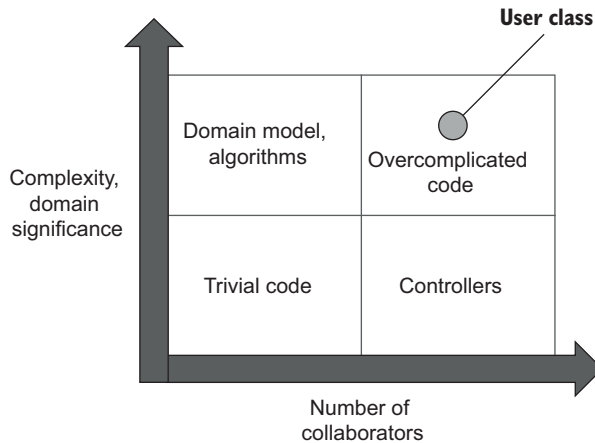 User class
Domain model,
algorithms
Overcomplicated
code
Complexity,
domain
significance
Trivial code
Controllers
Number of
collaborators